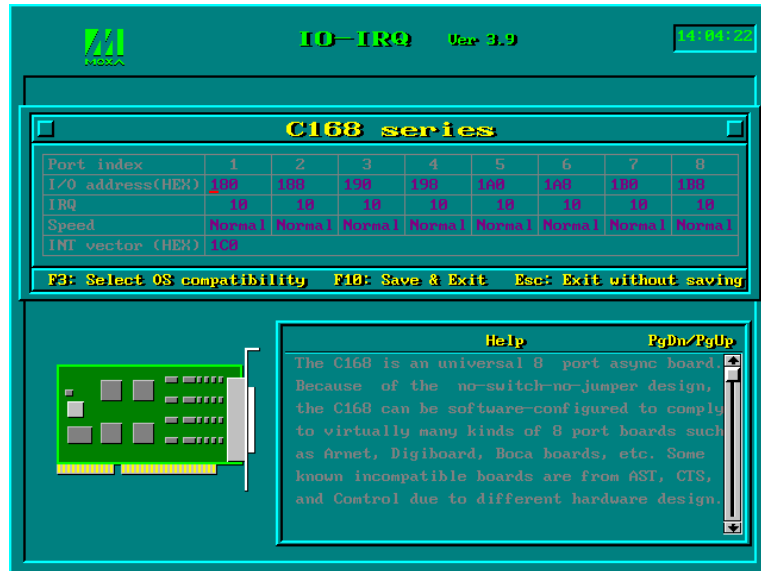 MOXA
IO-IRQ Ver 3.9 14:04:22
C168 series
Port index 1 2 3 4 5 6 7 8
I/O address(HEX) 180 188 190 198 1A0 1A8 1B0 1B8
IRQ 10 10 10 10 10 10 10 10
Speed Normal Normal Normal Normal Normal Normal Normal Normal
INT vector (HEX) 1C0
F3: Select OS compatibility F10: Save & Exit Esc: Exit without saving
Help PgDn/PgUp
The C168 is an universal 8 port async board.
Because of the no-switch-no-jumper design,
the C168 can be software-configured to comply
to virtually many kinds of 8 port boards such
as Arnet, Digiboard, Boca boards, etc. Some
known incompatible boards are from AST, CTS,
and Comtrol due to different hardware design.